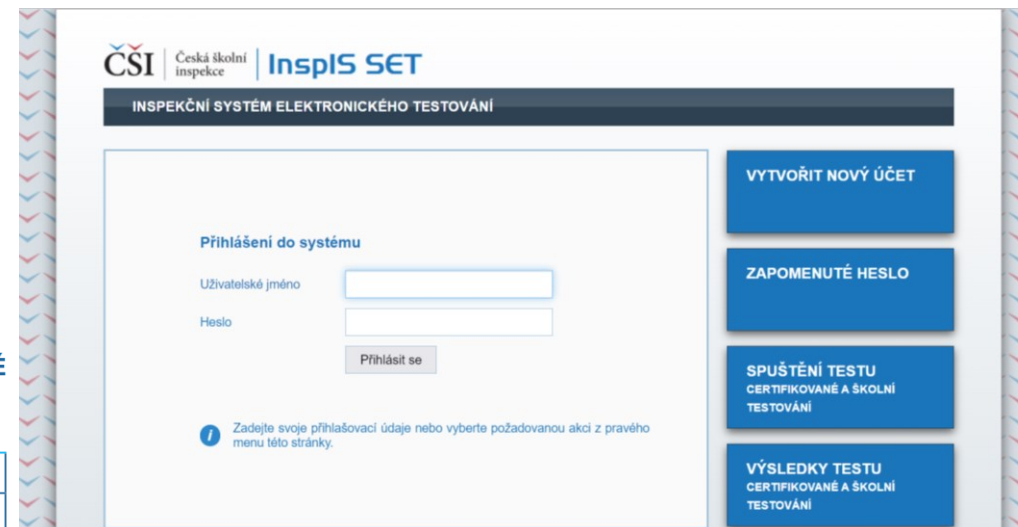 ČŠI
Česká školní
inspekce
InspIS SET
INSPEKČNÍ SYSTÉM ELEKTRONICKÉHO TESTOVÁNÍ
Přihlášení do systému
Uživatelské jméno
Heslo
Přihlásit se
Zadejte svoje přihlašovací údaje nebo vyberte požadovanou akci z pravého
menu této stránky.
VYTVOŘIT NOVÝ ÚČET
ZAPOMENUTÉ HESLO
SPUŠTĚNÍ TESTU
CERTIFIKOVANÉ A ŠKOLNÍ
TESTOVÁNÍ
VÝSLEDKY TESTU
CERTIFIKOVANÉ A ŠKOLNÍ
TESTOVÁNÍ